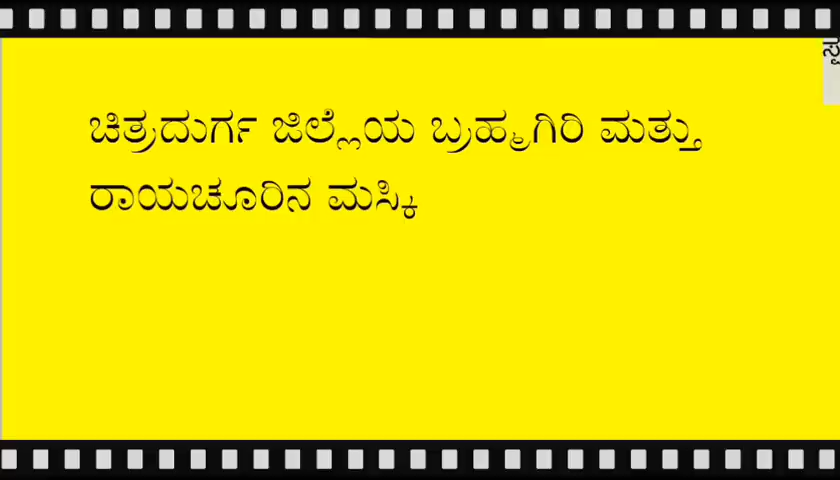 ಚಿತ್ರದುರ್ಗ ಜಿಲ್ಲೆಯ ಬ್ರಹ್ಮಗಿರಿ ಮತ್ತು
ರಾಯಚೂರಿನ ಮಸ್ಕಿ